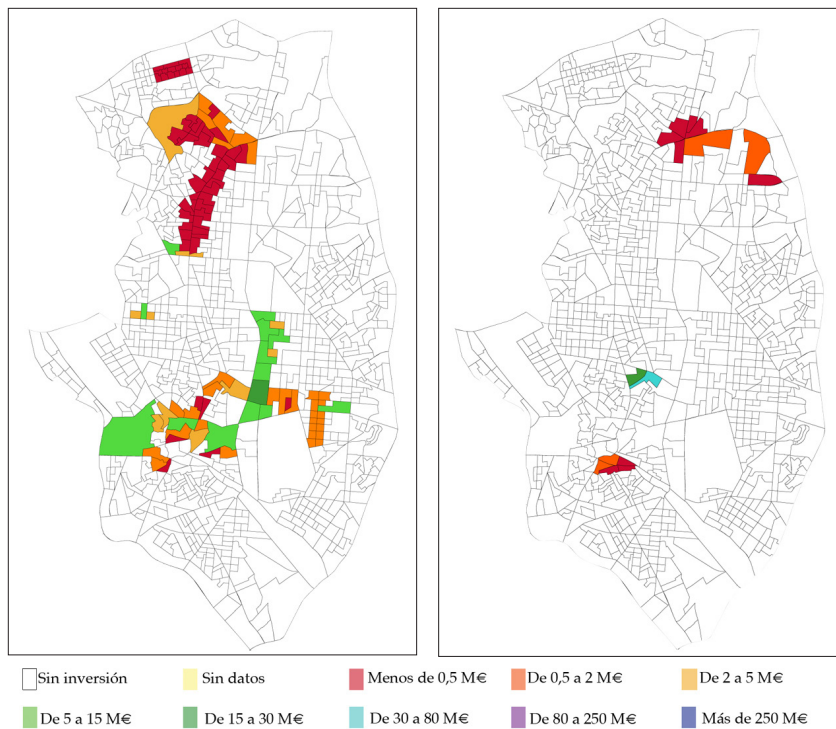 Sin inversión Sin datos Menos de 0,5 M€ De 0,5 a 2 M€ De 2 a 5 M€
De 5 a 15 M€ De 15 a 30 M€ De 30 a 80 M€ De 80 a 250 M€ Más de 250 M€